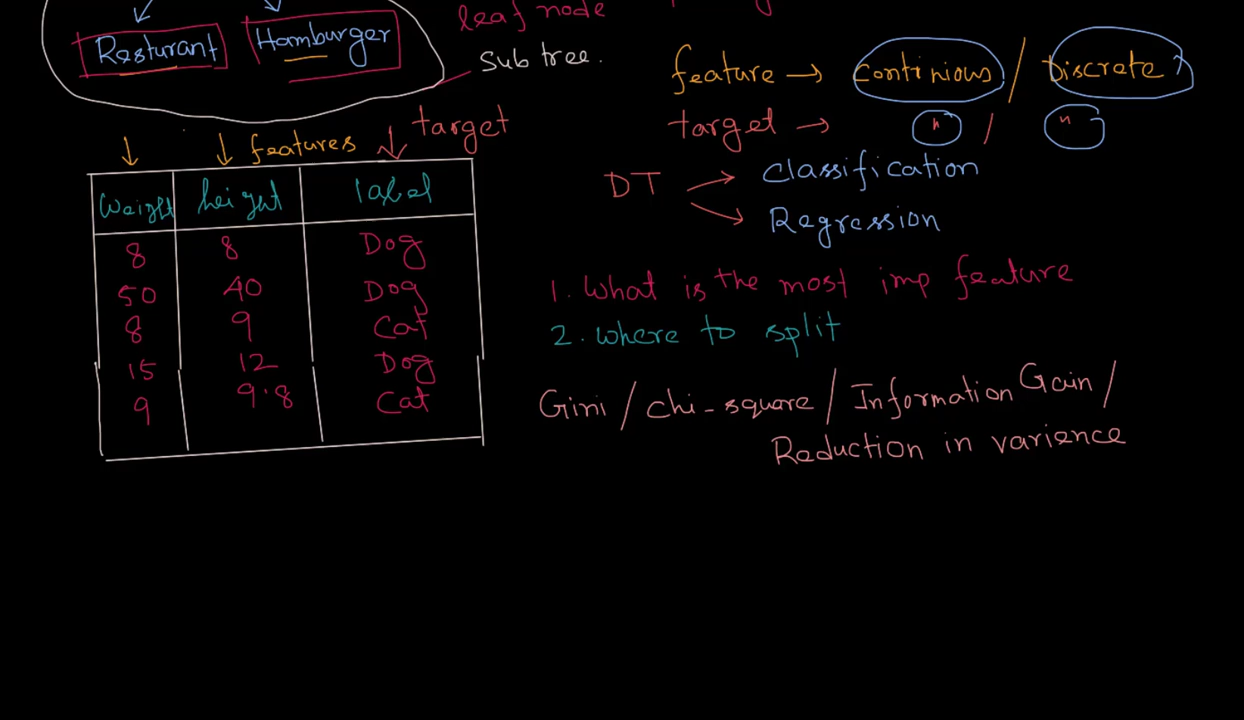 leaf node
Resturant Hamburger
sub tree.
feature → Continious / Discrete
target → " / "
features
target
DT → Classification
→ Regression
Weight height label
8 8 Dog
50 40 Dog
8 9 Cat
15 12 Dog
9 9.8 Cat
1. What is the most imp feature
2. where to split
Gini / chi-square / Information Gain /
Reduction in varience